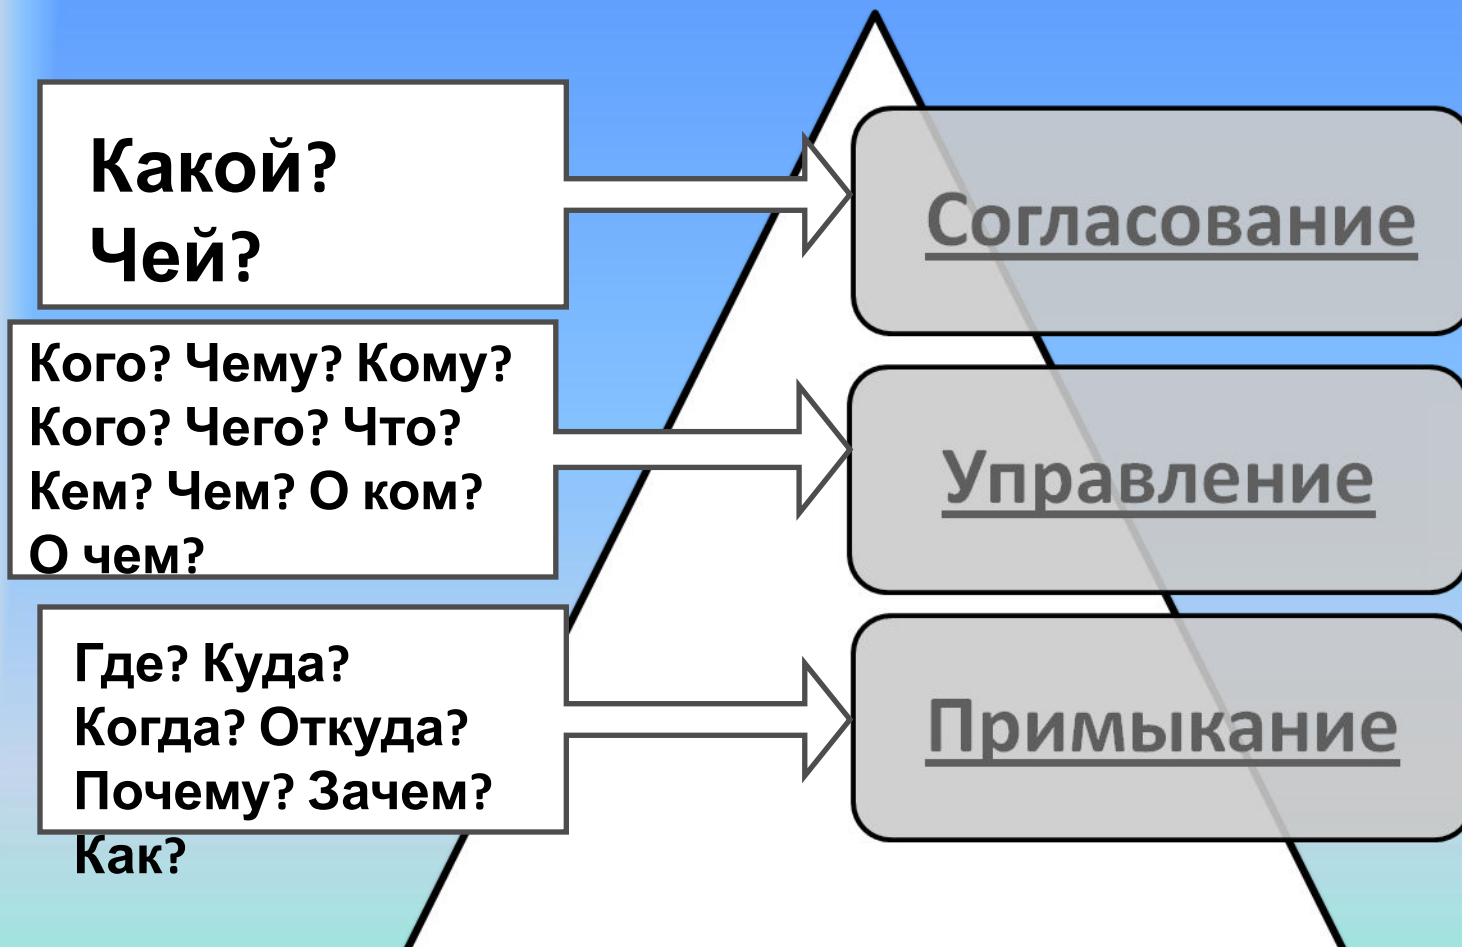 Какой?
Чей?
Согласование
Кого? Чему? Кому?
Кого? Чего? Что?
Кем? Чем? О ком?
О чем?
Управление
Где? Куда?
Когда? Откуда?
Почему? Зачем?
Как?
Примыкание